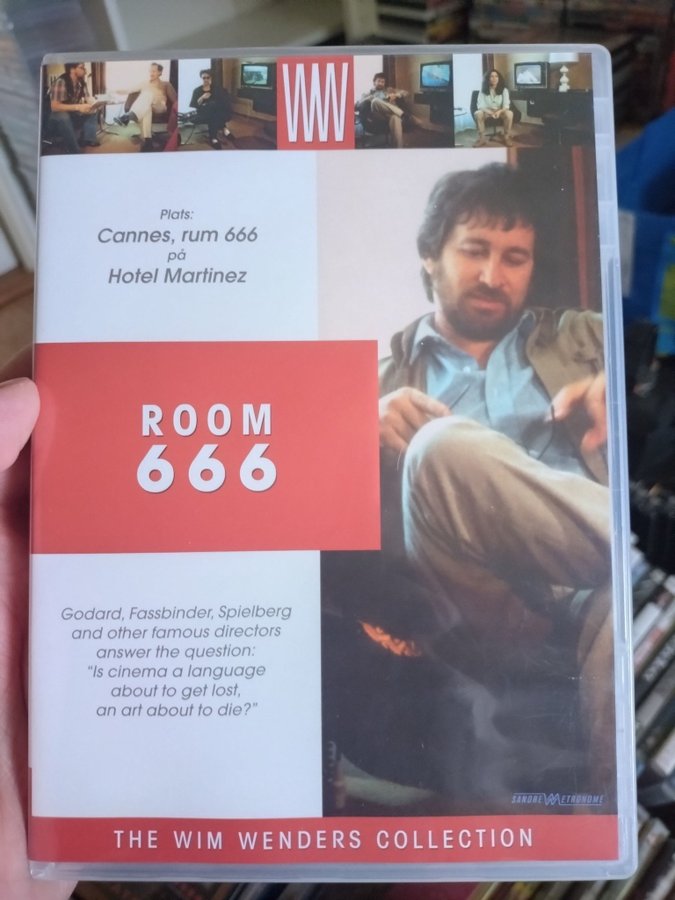 WW
Plats:
Cannes, rum 666
på
Hotel Martinez
ROOM
666
Godard, Fassbinder, Spielberg
and other famous directors
answer the question:
"Is cinema a language
about to get lost,
an art about to die?"
SANDREW METRONOME
THE WIM WENDERS COLLECTION